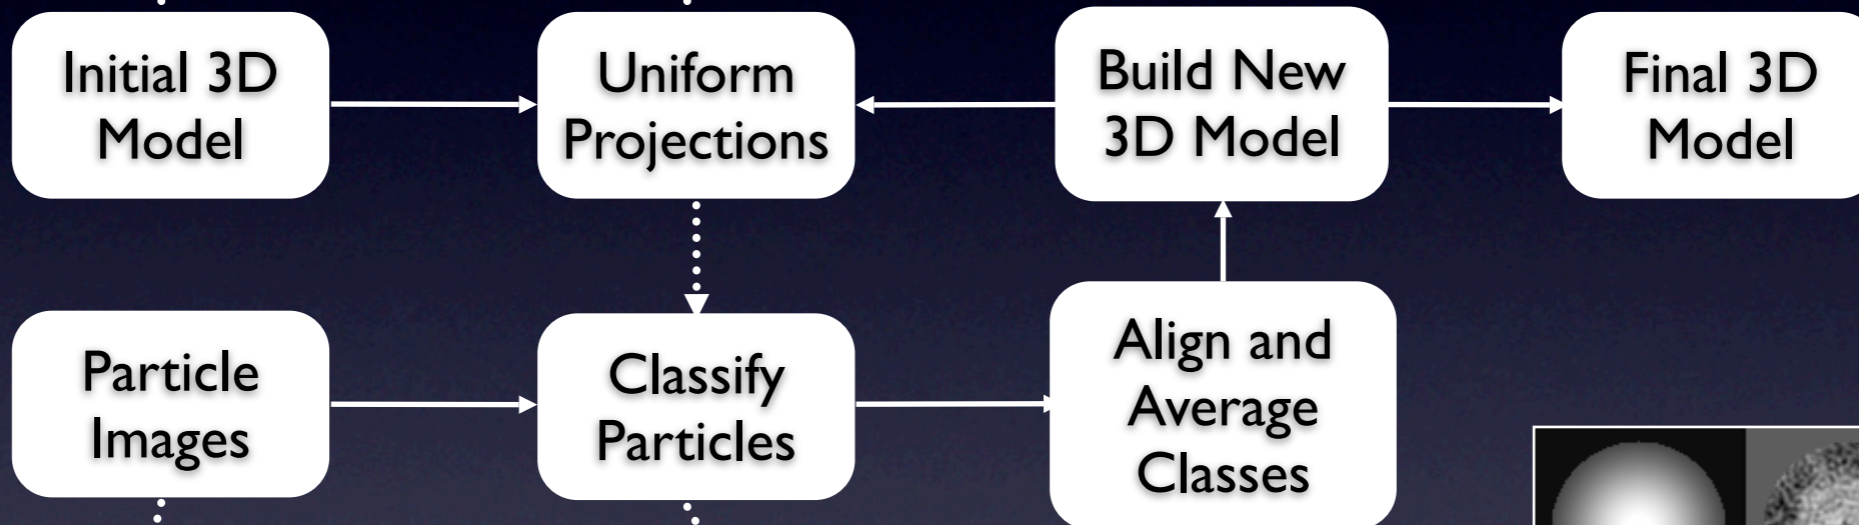 Initial 3D
Model
Uniform
Projections
Build New
3D Model
Final 3D
Model
Particle
Images
Classify
Particles
Align and
Average
Classes